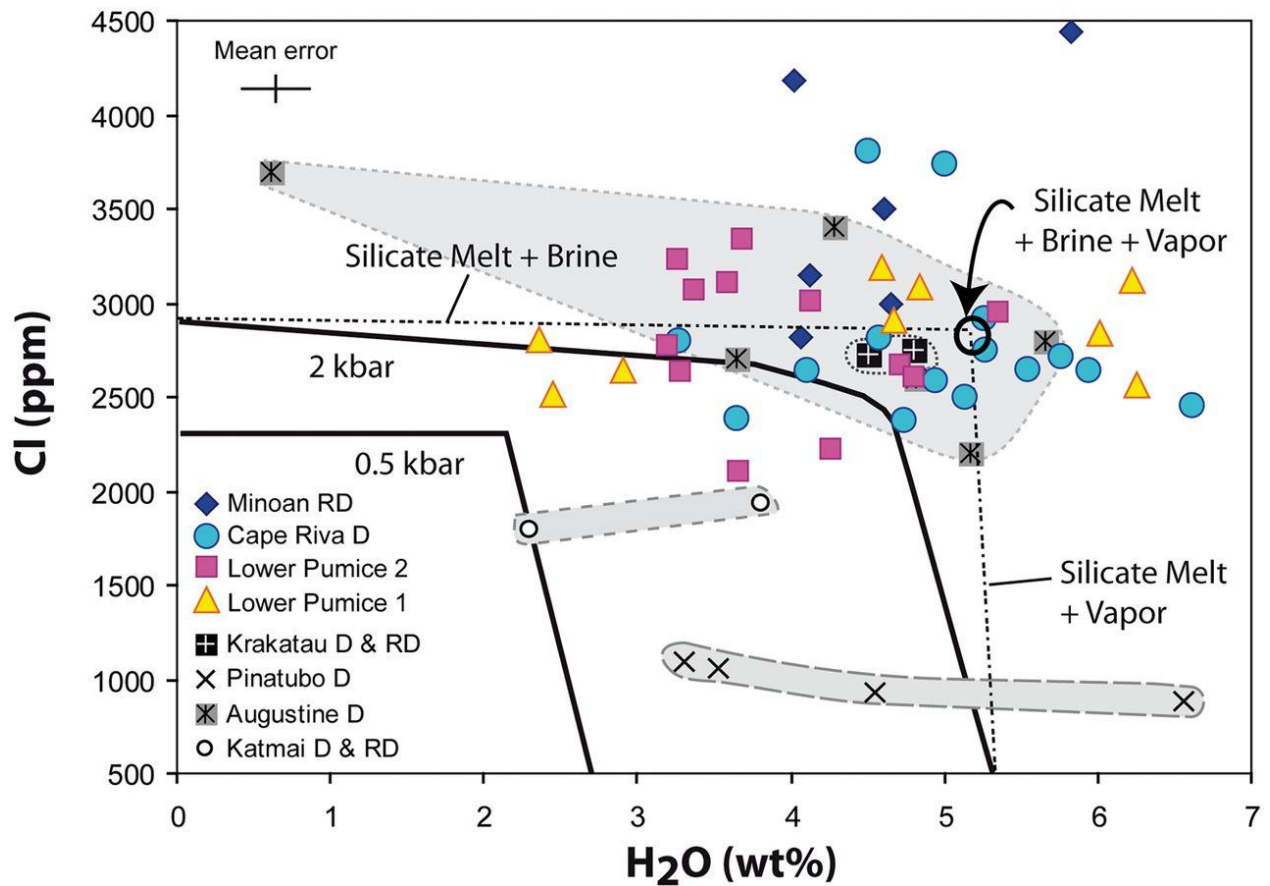 4500
4000
3500
3000
2500
2000
1500
1000
500
Cl (ppm)
Mean error
Silicate Melt + Brine
Silicate Melt
+ Brine + Vapor
2 kbar
0.5 kbar
Silicate Melt
+ Vapor
Minoan RD
Cape Riva D
Lower Pumice 2
Lower Pumice 1
Krakatau D & RD
Pinatubo D
Augustine D
Katmai D & RD
0 1 2 3 4 5 6 7
H2O (wt%)